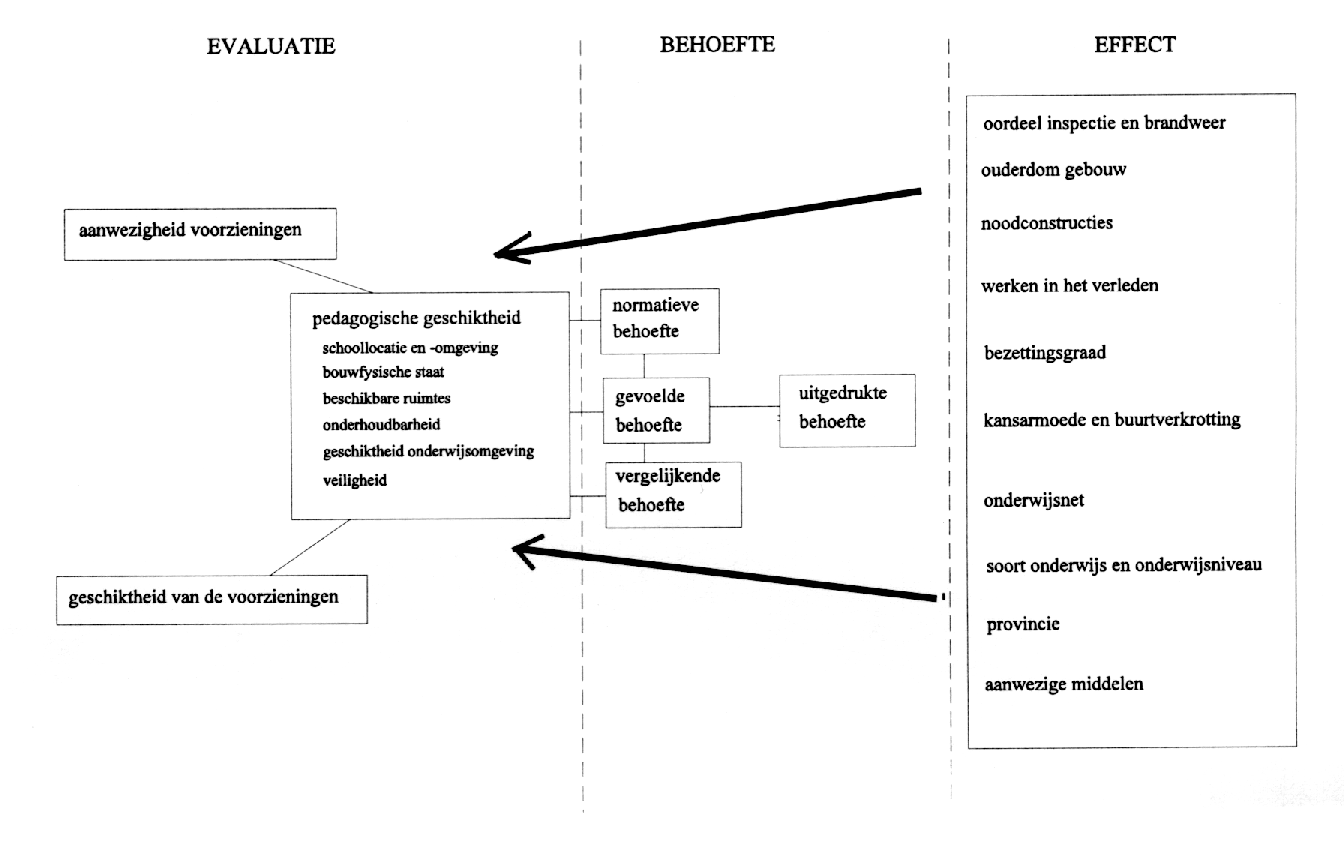 EVALUATIE
BEHOEFTE
EFFECT
aanwezigheid voorzieningen
pedagogische geschiktheid
schoollocatie en -omgeving
bouwfysische staat
beschikbare ruimtes
onderhoudbarheid
geschiktheid onderwijsomgeving
veiligheid
geschiktheid van de voorzieningen
normatieve
behoefte
gevoelde
behoefte
vergelijkende
behoefte
uitgedrukte
behoefte
oordeel inspectie en brandweer
ouderdom gebouw
noodconstructies
werken in het verleden
bezettingsgraad
kansarmoede en buurtverkrotting
onderwijsnet
soort onderwijs en onderwijsniveau
provincie
aanwezige middelen